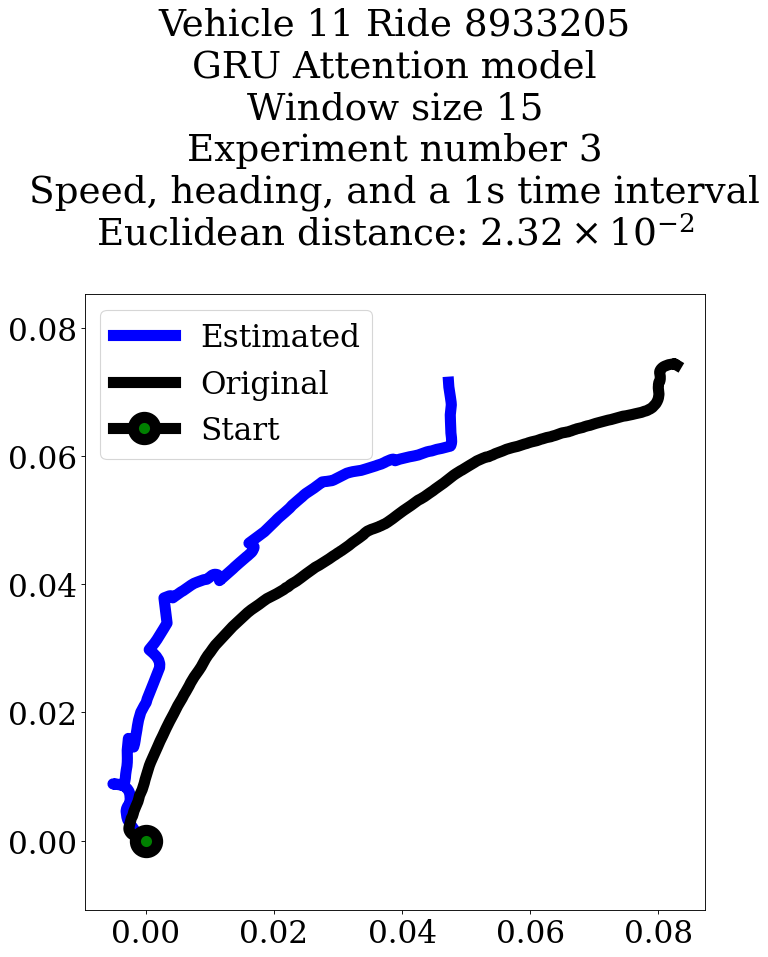 Vehicle 11 Ride 8933205
GRU Attention model
Window size 15
Experiment number 3
Speed, heading, and a 1s time interval
Euclidean distance: 2.32 × 10⁻²
Estimated
Original
Start
0.08
0.06
0.04
0.02
0.00
0.00 0.02 0.04 0.06 0.08